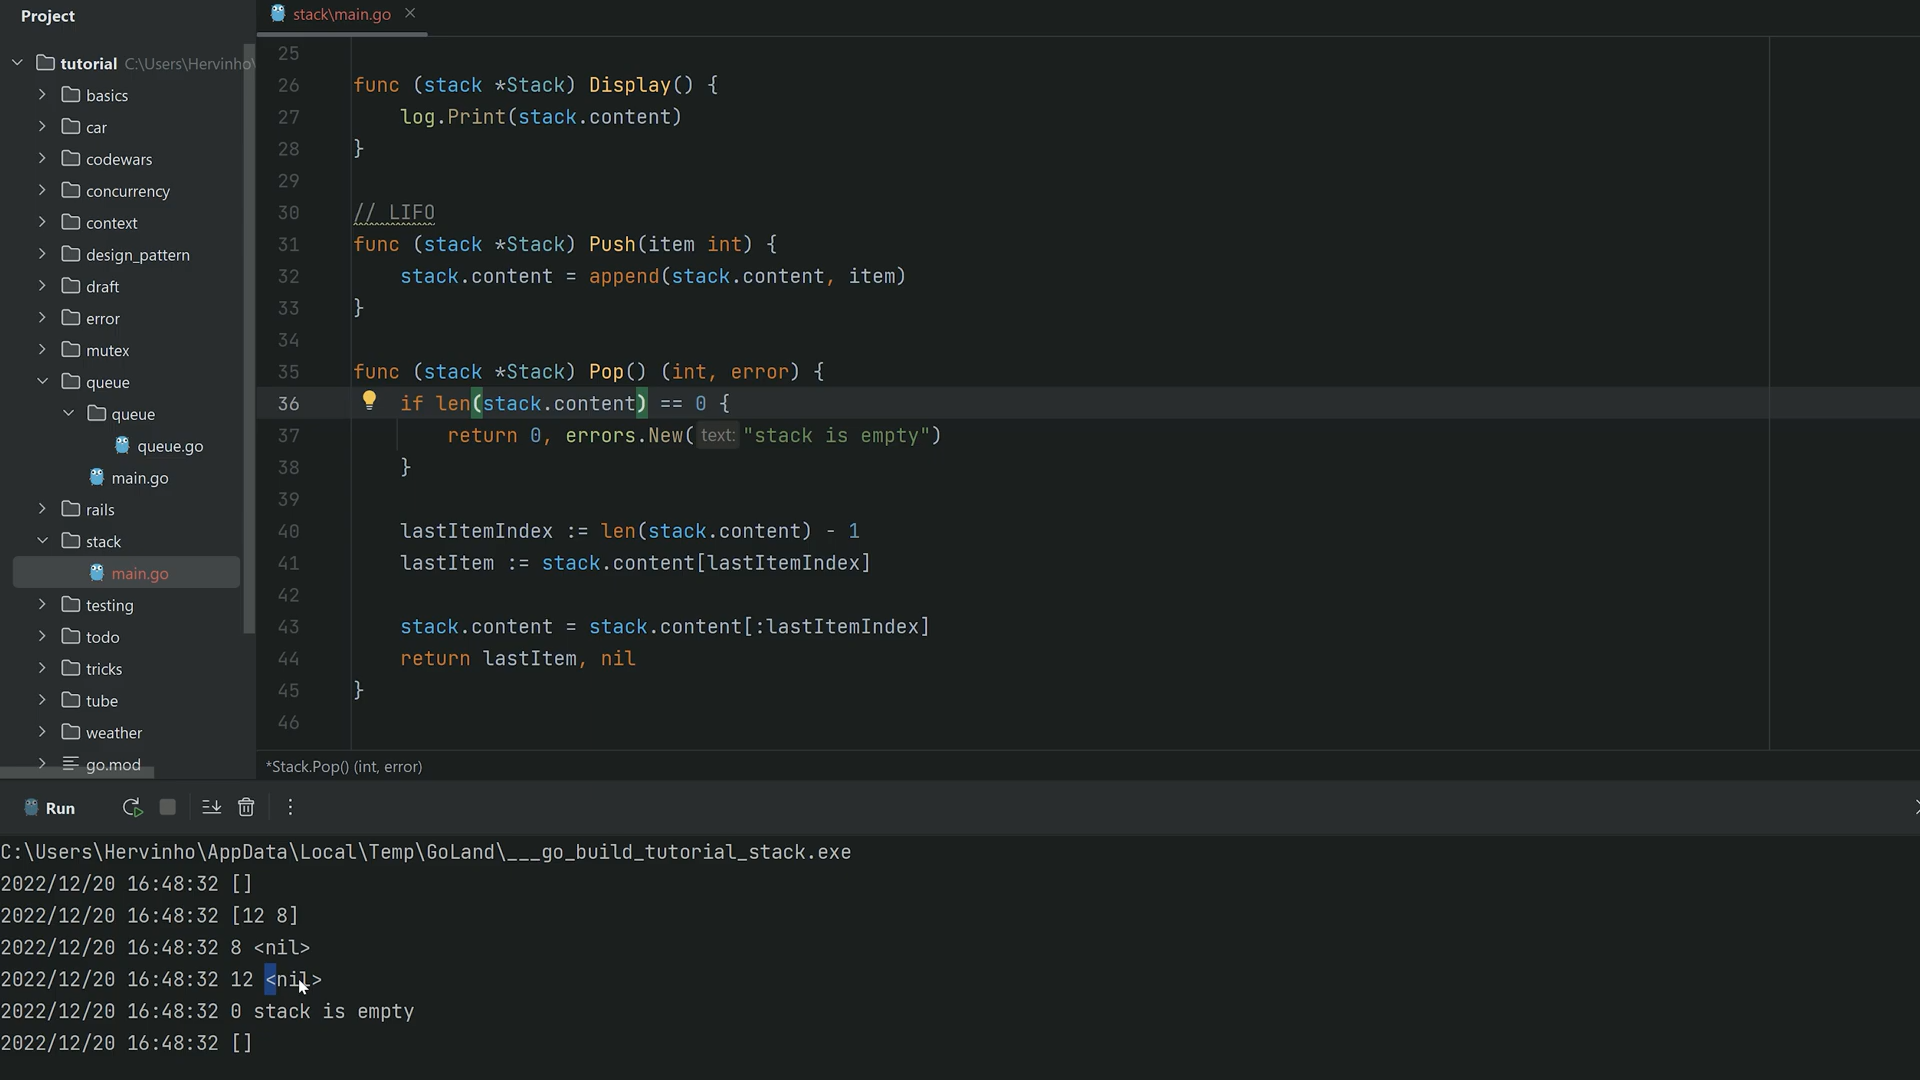 Project
stack\main.go
tutorial C:\Users\Hervinho\
basics
car
codewars
concurrency
context
design_pattern
draft
error
mutex
queue
queue
queue.go
main.go
rails
stack
main.go
testing
todo
tricks
tube
weather
go.mod
25
26 func (stack *Stack) Display() {
27 log.Print(stack.content)
28 }
29
30 // LIFO
31 func (stack *Stack) Push(item int) {
32 stack.content = append(stack.content, item)
33 }
34
35 func (stack *Stack) Pop() (int, error) {
36 if len(stack.content) == 0 {
37 return 0, errors.New( text: "stack is empty")
38 }
39
40 lastItemIndex := len(stack.content) - 1
41 lastItem := stack.content[lastItemIndex]
42
43 stack.content = stack.content[:lastItemIndex]
44 return lastItem, nil
45 }
46
*Stack.Pop() (int, error)
Run
C:\Users\Hervinho\AppData\Local\Temp\GoLand\___go_build_tutorial_stack.exe
2022/12/20 16:48:32 []
2022/12/20 16:48:32 [12 8]
2022/12/20 16:48:32 8 <nil>
2022/12/20 16:48:32 12 <nil>
2022/12/20 16:48:32 0 stack is empty
2022/12/20 16:48:32 []